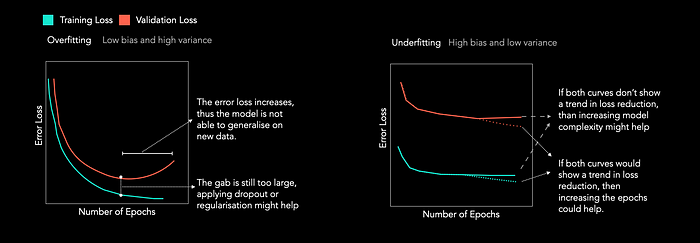 Training Loss
Validation Loss
Overfitting Low bias and high variance
Error Loss
Number of Epochs
The error loss increases,
thus the model is not
able to generalise on
new data.
The gab is still too large,
applying dropout or
regularisation might help
Underfitting High bias and low variance
Error Loss
Number of Epochs
If both curves don't show
a trend in loss reduction,
than increasing model
complexity might help
If both curves would
show a trend in loss
reduction, then
increasing the epochs
could help.